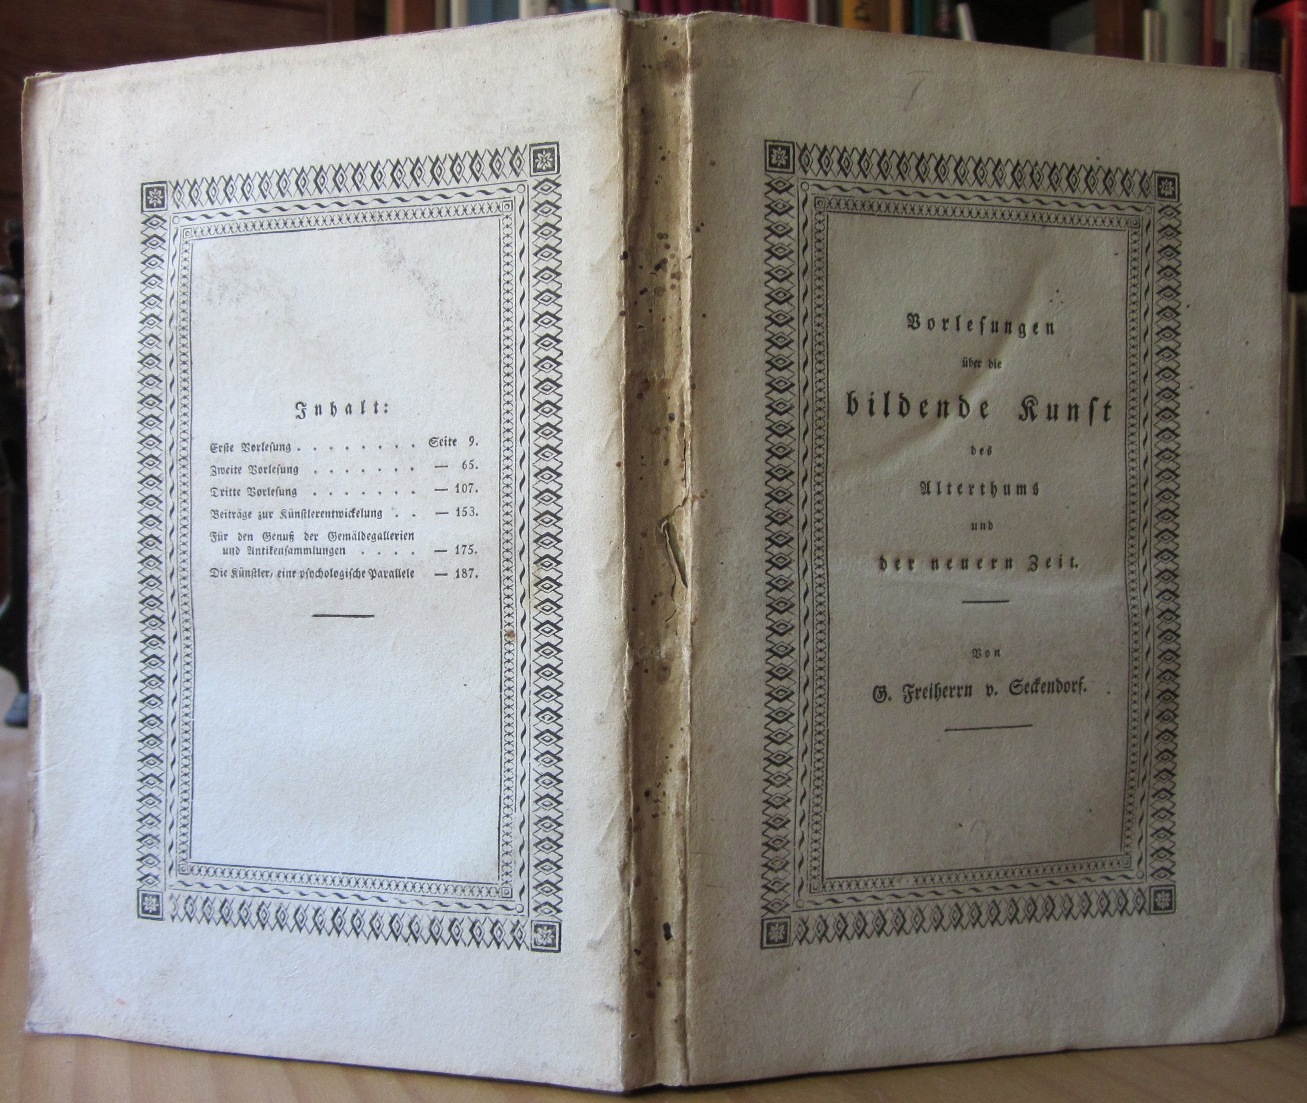 Inhalt:
Erste Vorlesung . . . . . . . . . Seite 9.
Zweite Vorlesung . . . . . . . . — 65.
Dritte Vorlesung . . . . . . . . — 107.
Beiträge zur Künstlerentwickelung . . — 153.
Für den Genuß der Gemäldegallerien
und Antikensammlungen . . . . . — 175.
Die Künstler, eine psychologische Parallele — 187.
Vorlesungen
über die
bildende Kunst
des
Alterthums
und
der neuern Zeit.
Von
G. Freiherrn v. Seckendorf.